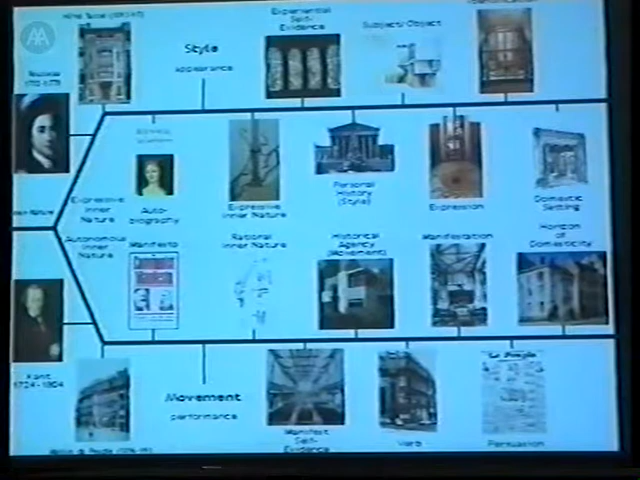 AA
Style
appearance
Experiential
Self-
Evidence
Subject/Object
Rousseau
Expressive
Inner
Nature
Auto-
biography
Expressive
Inner Nature
Personal
History
(Style)
Expression
Domestic
Setting
Autonomous
Inner
Nature
Manifesto
Rational
Inner Nature
Historical
Agency
(Movement)
Manifestation
Horizon
of
Domesticity
Kant
1724-1804
Movement
performance
Manifest
Self-
Evidence
Verb
Le Peuple
Persuasion